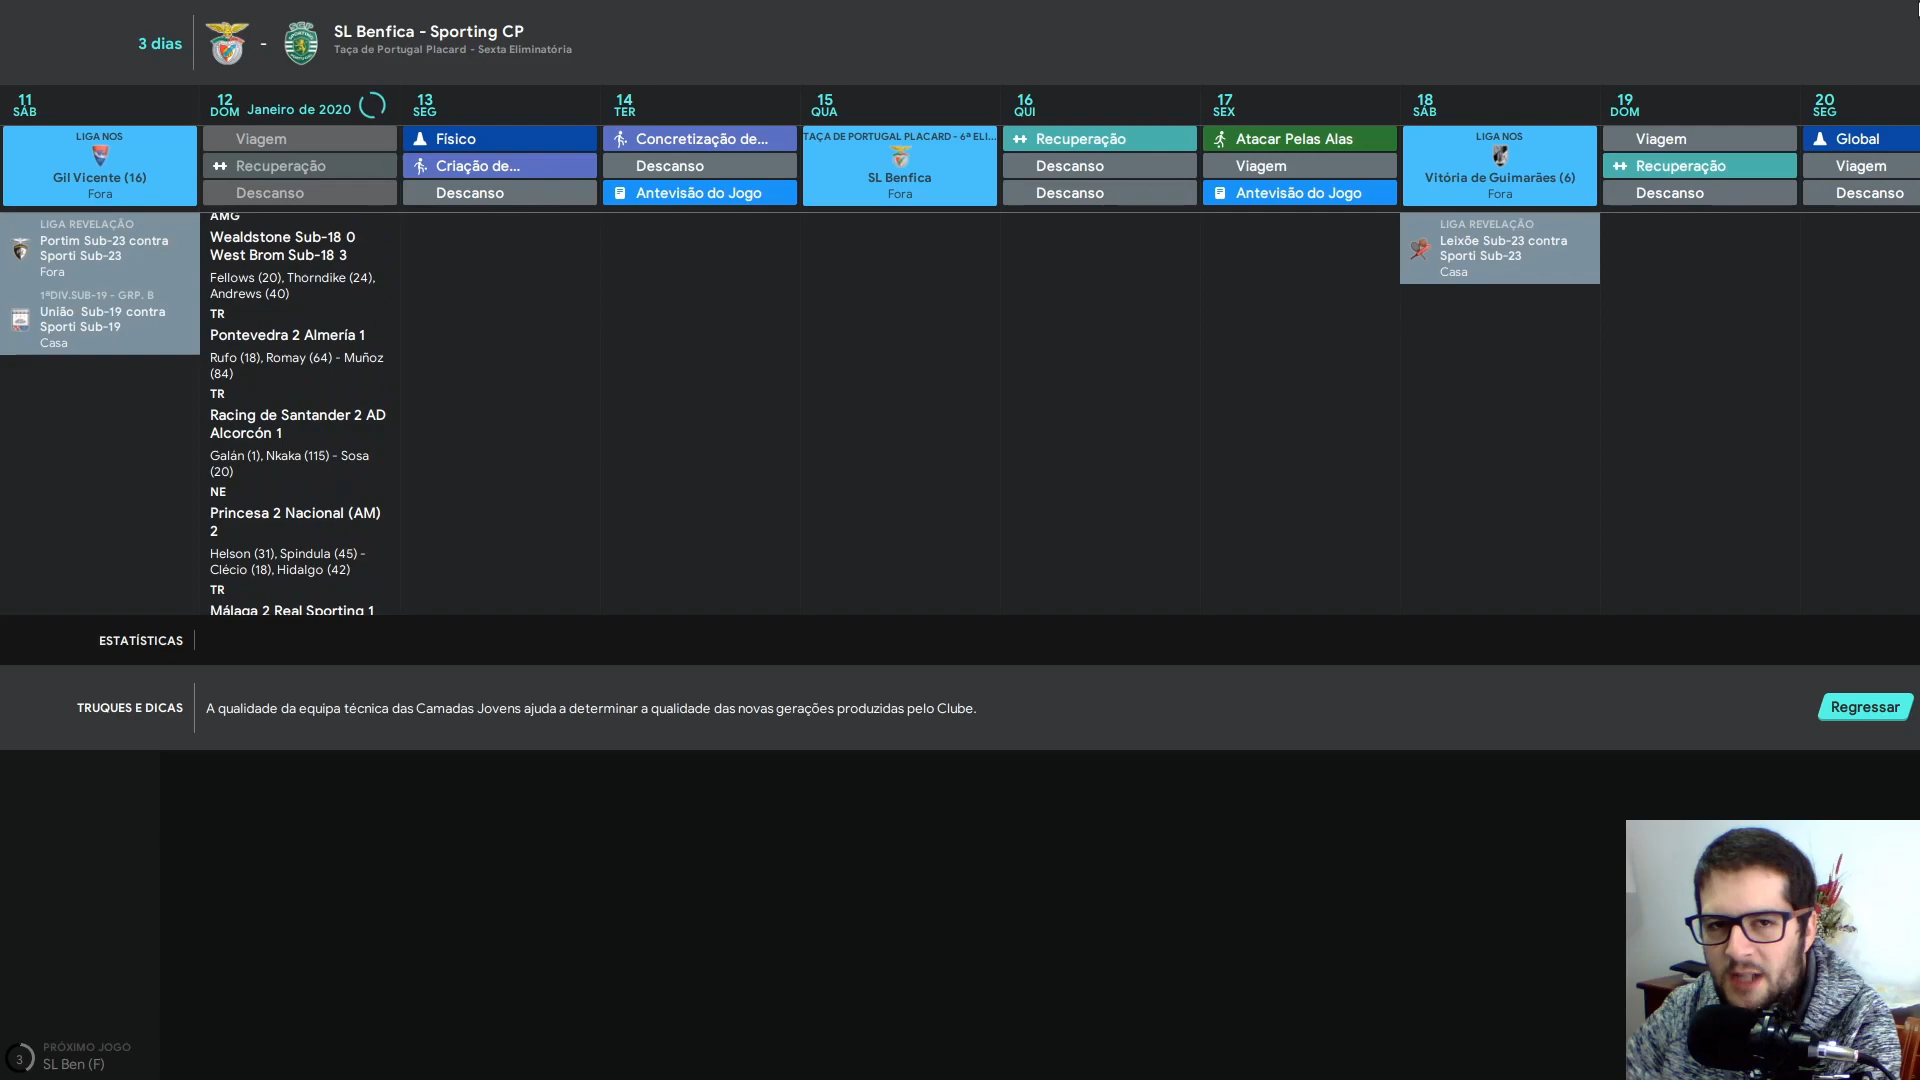 3 dias
-
SL Benfica - Sporting CP
Taça de Portugal Placard - Sexta Eliminatória
11
SÁB
12
DOM
Janeiro de 2020
13
SEG
14
TER
15
QUA
16
QUI
17
SEX
18
SÁB
19
DOM
20
SEG
LIGA NOS
Gil Vicente (16)
Fora
Viagem
Recuperação
Descanso
Físico
Criação de...
Descanso
Concretização de...
Descanso
Antevisão do Jogo
TAÇA DE PORTUGAL PLACARD - 6ª ELI...
SL Benfica
Fora
Recuperação
Descanso
Descanso
Atacar Pelas Alas
Viagem
Antevisão do Jogo
LIGA NOS
Vitória de Guimarães (6)
Fora
Viagem
Recuperação
Descanso
Global
Viagem
Descanso
LIGA REVELAÇÃO
Portim Sub-23 contra
Sporti Sub-23
Fora
1ªDIV.SUB-19 - GRP. B
União Sub-19 contra
Sporti Sub-19
Casa
AMG
Wealdstone Sub-18 0
West Brom Sub-18 3
Fellows (20), Thorndike (24),
Andrews (40)
TR
Pontevedra 2 Almería 1
Rufo (18), Romay (64) - Muñoz
(84)
TR
Racing de Santander 2 AD
Alcorcón 1
Galán (1), Nkaka (115) - Sosa
(20)
NE
Princesa 2 Nacional (AM)
2
Helson (31), Spindula (45) -
Clécio (18), Hidalgo (42)
TR
Málaga 2 Real Sporting 1
LIGA REVELAÇÃO
Leixõe Sub-23 contra
Sporti Sub-23
Casa
ESTATÍSTICAS
TRUQUES E DICAS
A qualidade da equipa técnica das Camadas Jovens ajuda a determinar a qualidade das novas gerações produzidas pelo Clube.
Regressar
3
PRÓXIMO JOGO
SL Ben (F)